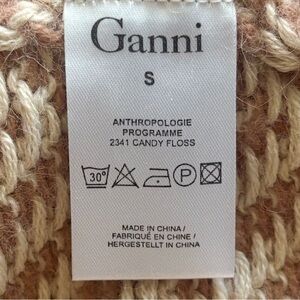 Ganni
S
ANTHROPOLOGIE
PROGRAMME
2341 CANDY FLOSS
30° P
MADE IN CHINA /
FABRIQUÉ EN CHINE /
HERGESTELLT IN CHINA